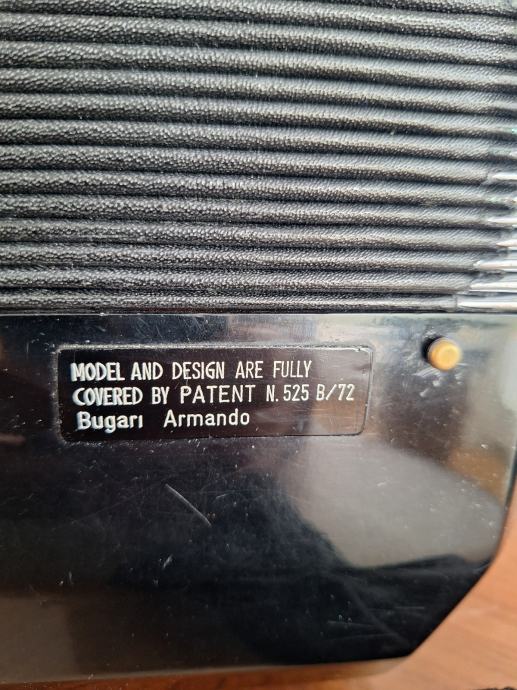 MODEL AND DESIGN ARE FULLY
COVERED BY PATENT N. 525 B/72
Bugari Armando